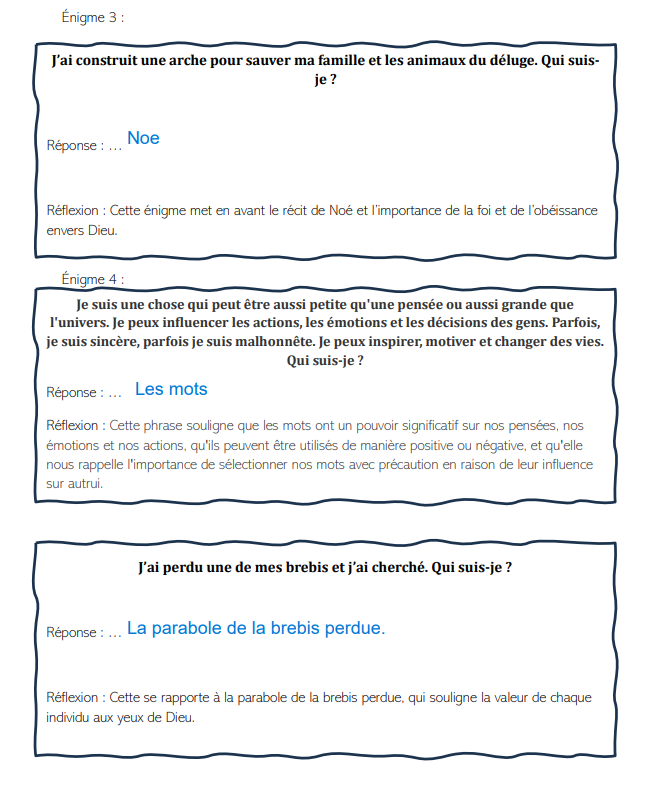 Énigme 3 :
J’ai construit une arche pour sauver ma famille et les animaux du déluge. Qui suis-
je ?
Réponse : … Noe
Réflexion : Cette énigme met en avant le récit de Noé et l’importance de la foi et de l’obéissance
envers Dieu.
Énigme 4 :
Je suis une chose qui peut être aussi petite qu'une pensée ou aussi grande que
l'univers. Je peux influencer les actions, les émotions et les décisions des gens. Parfois,
je suis sincère, parfois je suis malhonnête. Je peux inspirer, motiver et changer des vies.
Qui suis-je ?
Réponse : … Les mots
Réflexion : Cette phrase souligne que les mots ont un pouvoir significatif sur nos pensées, nos
émotions et nos actions, qu'ils peuvent être utilisés de manière positive ou négative, et qu'elle
nous rappelle l'importance de sélectionner nos mots avec précaution en raison de leur influence
sur autrui.
J’ai perdu une de mes brebis et j’ai cherché. Qui suis-je ?
Réponse : … La parabole de la brebis perdue.
Réflexion : Cette se rapporte à la parabole de la brebis perdue, qui souligne la valeur de chaque
individu aux yeux de Dieu.